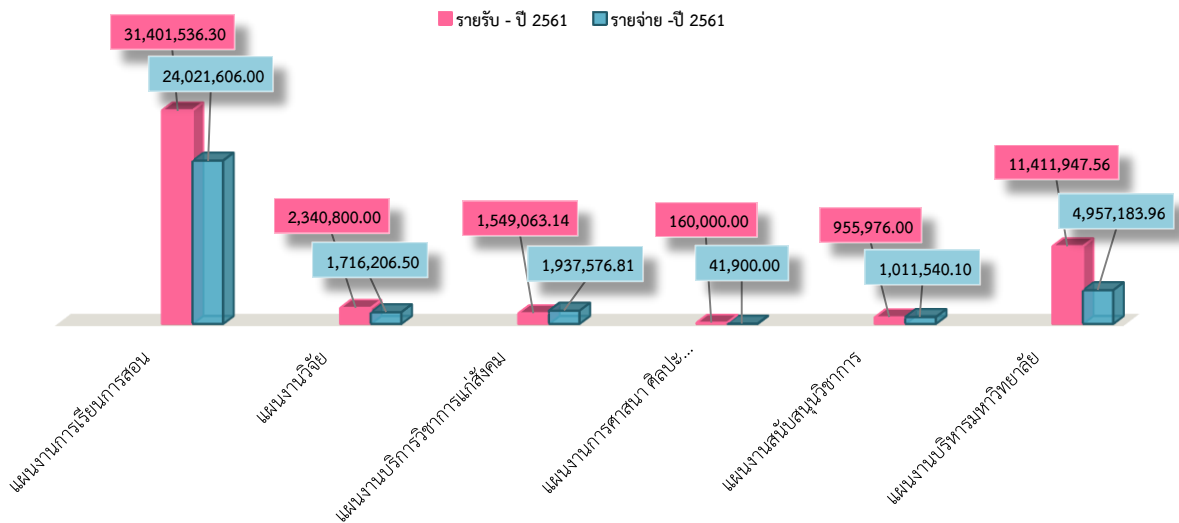 รายรับ - ปี 2561
รายจ่าย -ปี 2561
31,401,536.30
24,021,606.00
2,340,800.00
1,716,206.50
1,549,063.14
1,937,576.81
160,000.00
41,900.00
955,976.00
1,011,540.10
11,411,947.56
4,957,183.96
แผนงานการเรียนการสอน
แผนงานวิจัย
แผนงานบริการวิชาการแก่สังคม
แผนงานการศาสนา ศิลปะ...
แผนงานสนับสนุนวิชาการ
แผนงานบริหารมหาวิทยาลัย